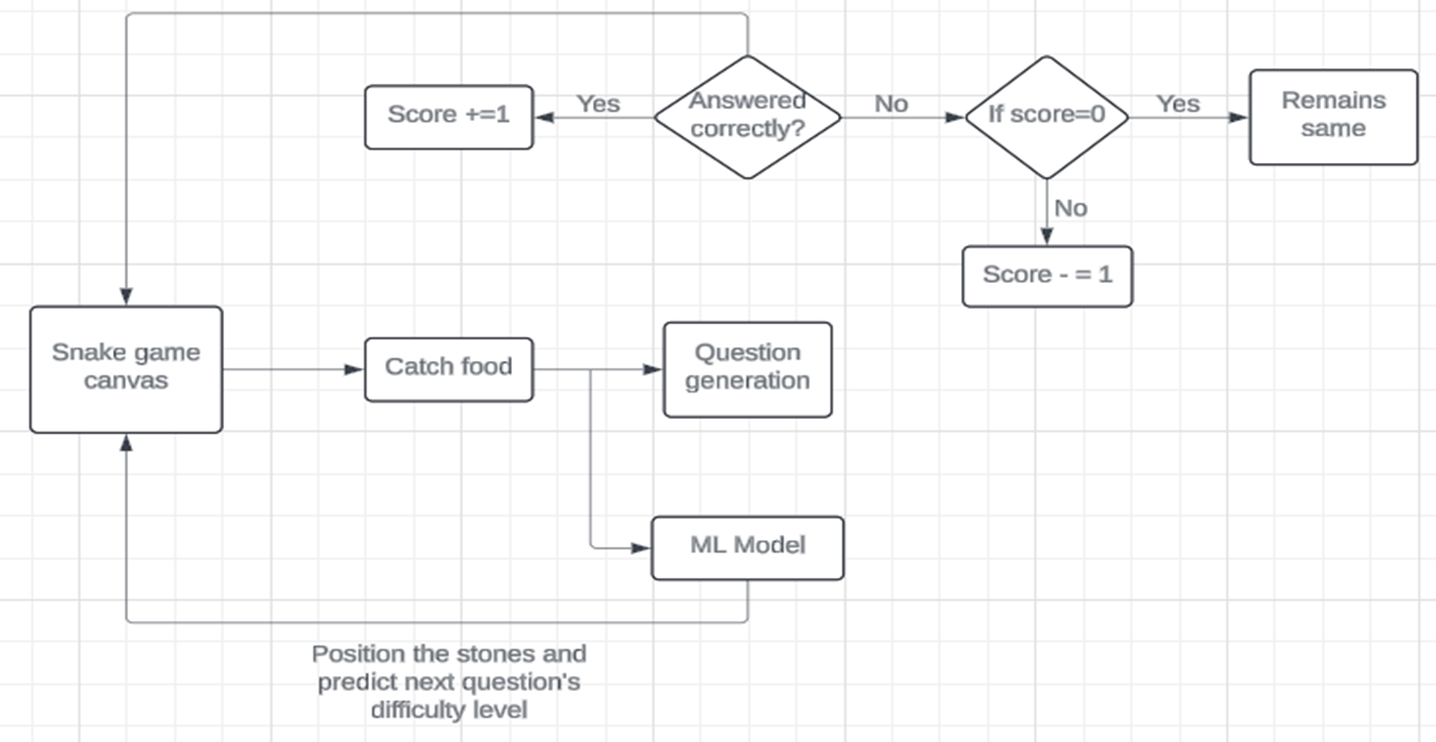 Score +=1
Yes
Answered
correctly?
No
If score=0
Yes
Remains
same
No
Score - = 1
Snake game
canvas
Catch food
Question
generation
ML Model
Position the stones and
predict next question's
difficulty level